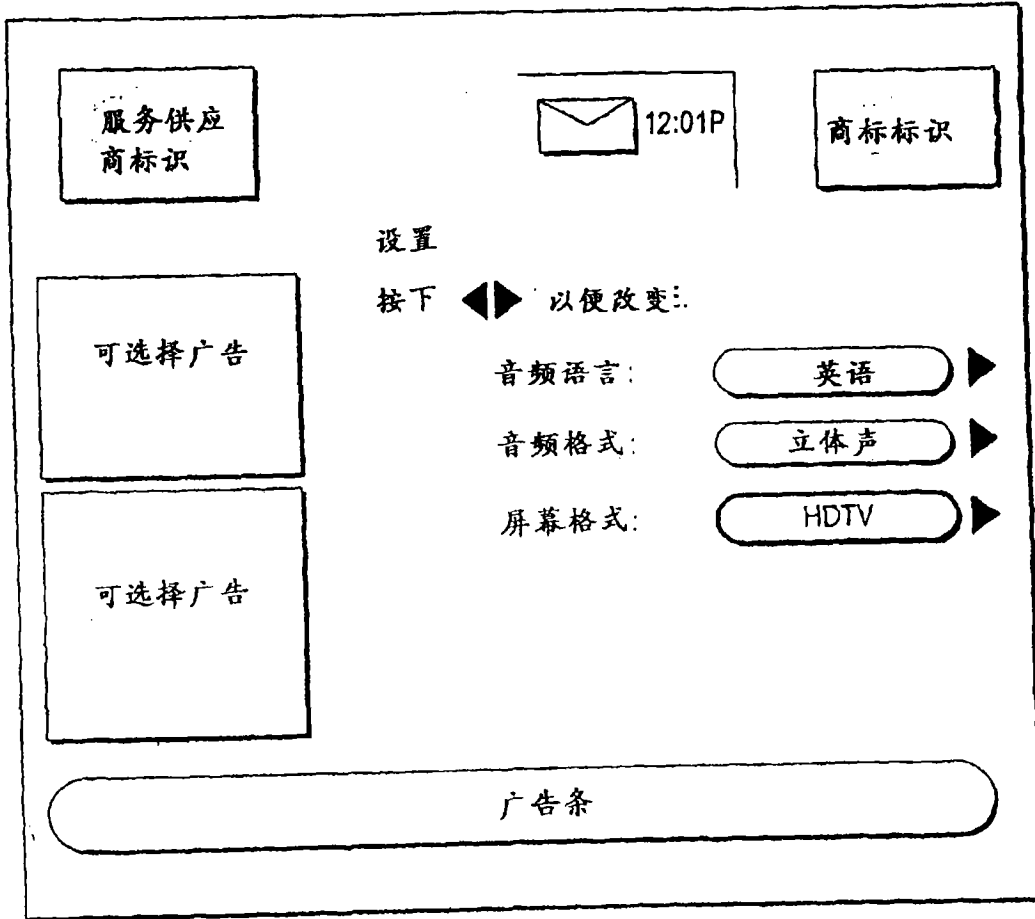 服务供应
商标识
12:01P
商标标识
设置
按下 ◀▶ 以便改变:
可选择广告
音频语言: 英语
音频格式: 立体声
屏幕格式: HDTV
可选择广告
广告条